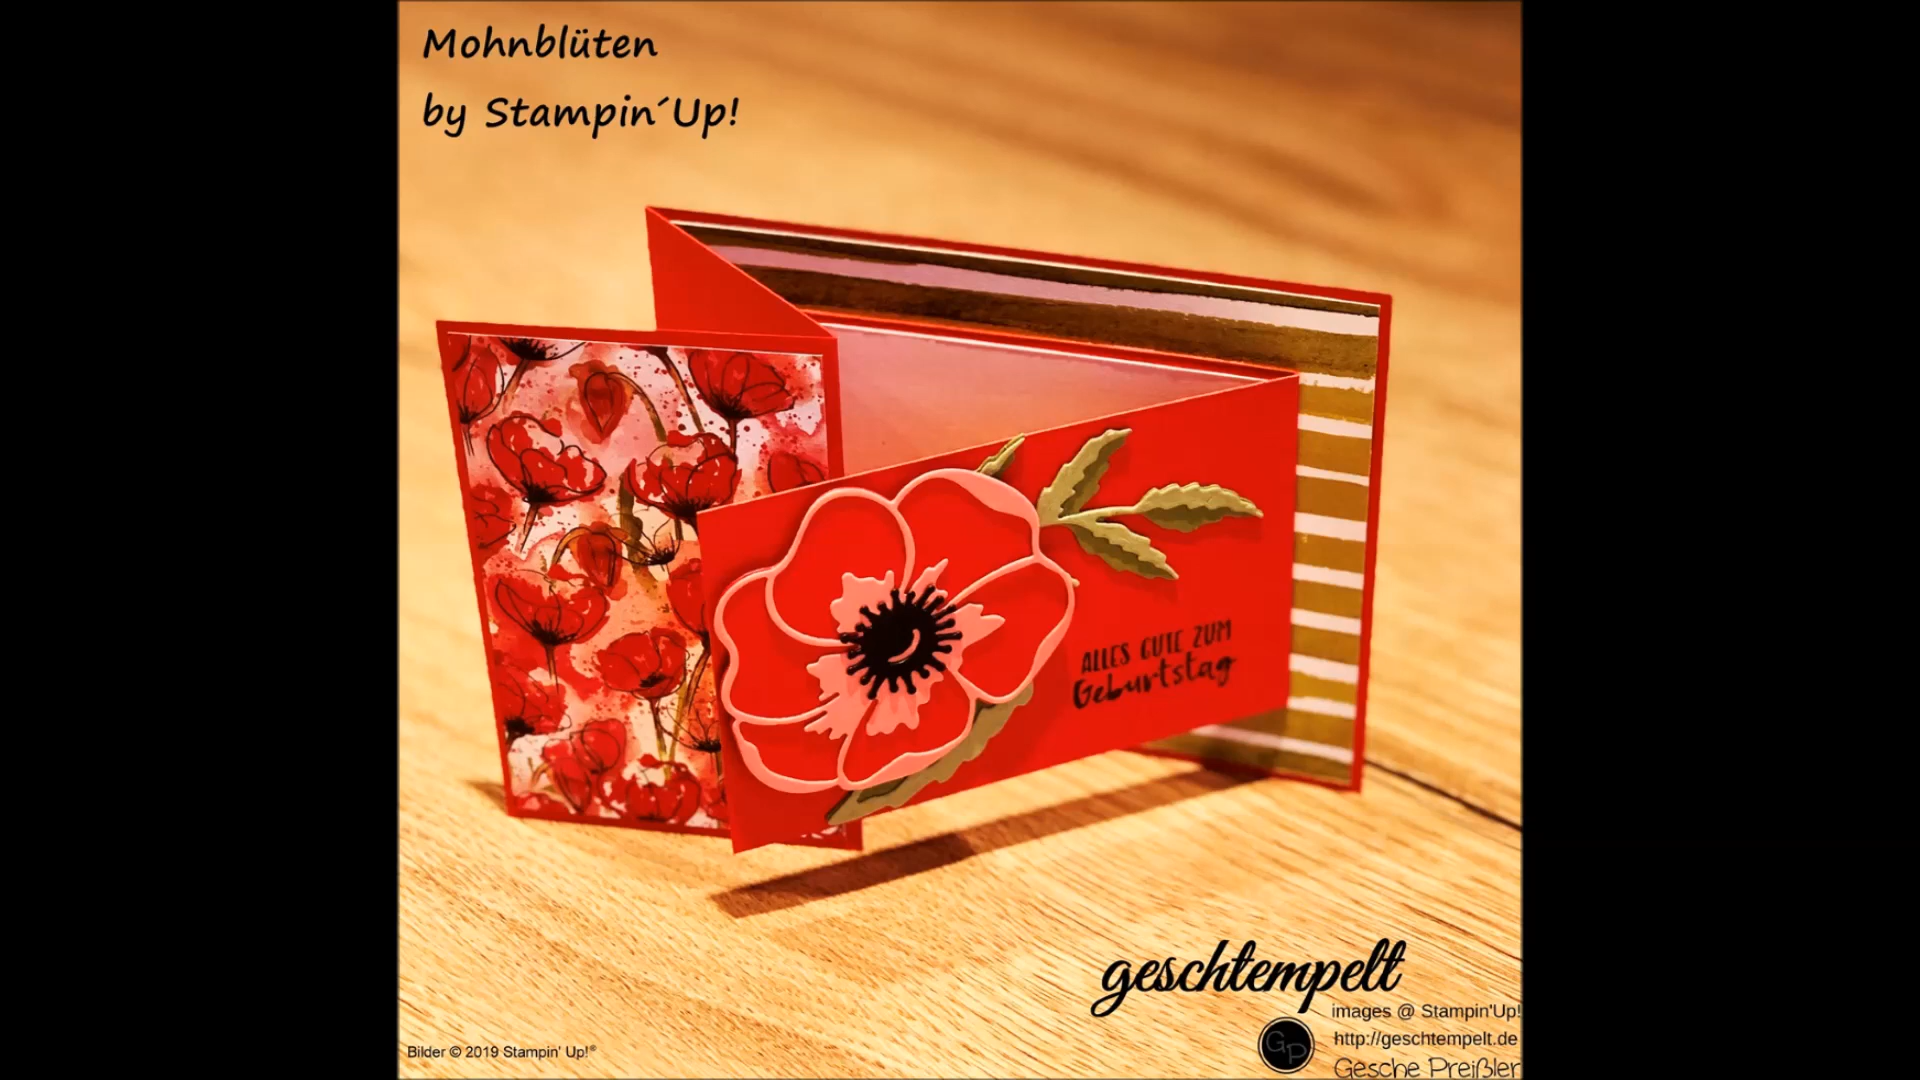 Mohnblüten
by Stampin´Up!
ALLES GUTE ZUM
Geburtstag
geschtempelt
images @ Stampin'Up!
GP
http://geschtempelt.de
Gesche Preißler
Bilder © 2019 Stampin' Up!®